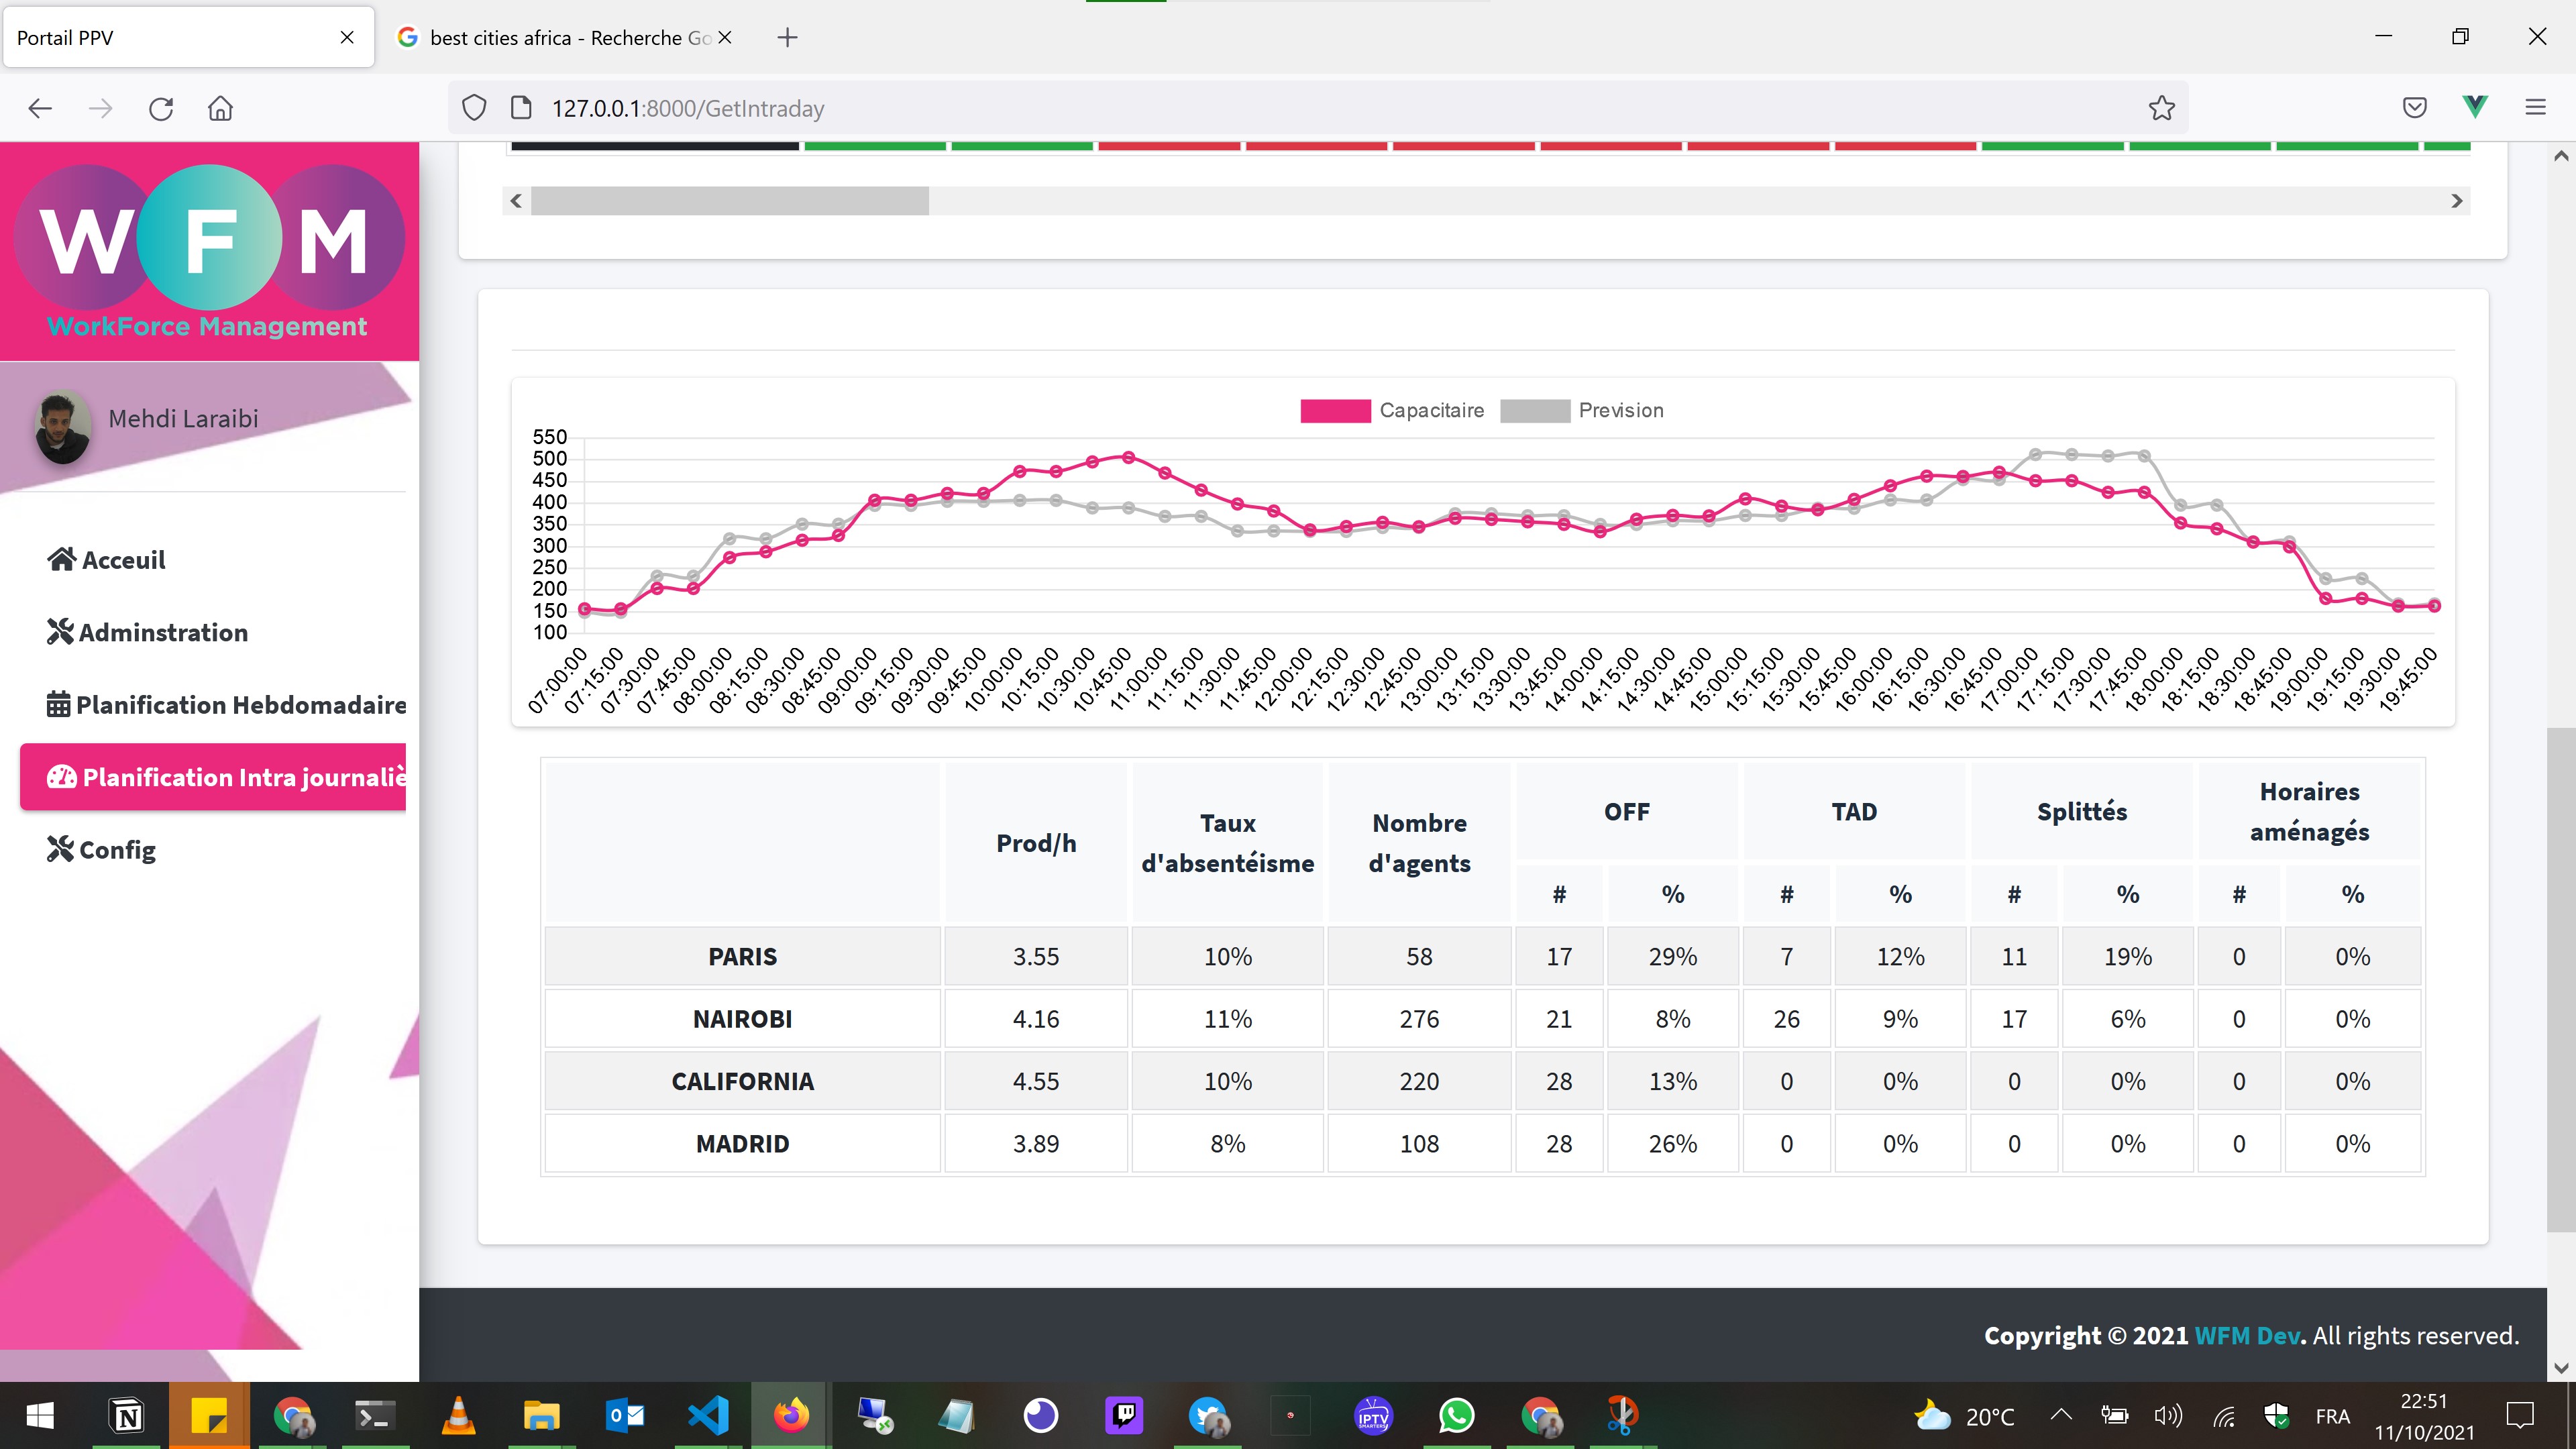 Portail PPV
best cities africa - Recherche Go
127.0.0.1:8000/GetIntraday
W F M
WorkForce Management
Mehdi Laraibi
Acceuil
Adminstration
Planification Hebdomadaire
Planification Intra journaliè
Config
Capacitaire Prevision
550
500
450
400
350
300
250
200
150
100
07:00:00 07:15:00 07:30:00 07:45:00 08:00:00 08:15:00 08:30:00 08:45:00 09:00:00 09:15:00 09:30:00 09:45:00 10:00:00 10:15:00 10:30:00 10:45:00 11:00:00 11:15:00 11:30:00 11:45:00 12:00:00 12:15:00 12:30:00 12:45:00 13:00:00 13:15:00 13:30:00 13:45:00 14:00:00 14:15:00 14:30:00 14:45:00 15:00:00 15:15:00 15:30:00 15:45:00 16:00:00 16:15:00 16:30:00 16:45:00 17:00:00 17:15:00 17:30:00 17:45:00 18:00:00 18:15:00 18:30:00 18:45:00 19:00:00 19:15:00 19:30:00 19:45:00
Prod/h Taux d'absentéisme Nombre d'agents OFF TAD Splittés Horaires aménagés
# % # % # % # %
PARIS 3.55 10% 58 17 29% 7 12% 11 19% 0 0%
NAIROBI 4.16 11% 276 21 8% 26 9% 17 6% 0 0%
CALIFORNIA 4.55 10% 220 28 13% 0 0% 0 0% 0 0%
MADRID 3.89 8% 108 28 26% 0 0% 0 0% 0 0%
Copyright © 2021 WFM Dev. All rights reserved.
IPTV
20°C
FRA
22:51
11/10/2021